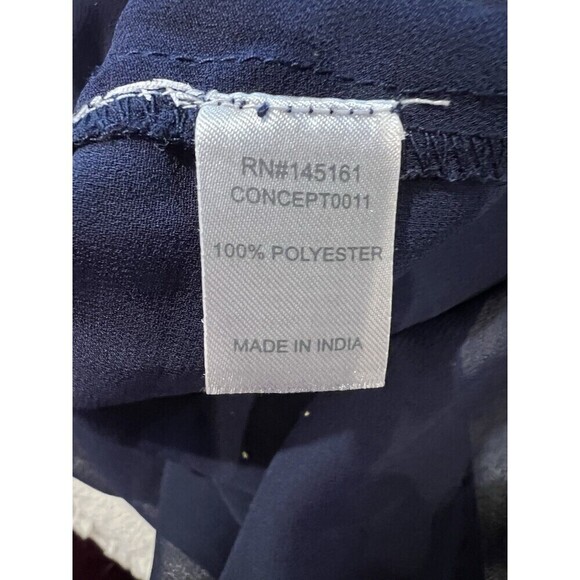 RN#145161
CONCEPT0011
100% POLYESTER
MADE IN INDIA